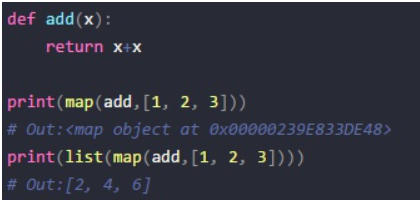 def add(x):
    return x+x
print(map(add,[1, 2, 3]))
# Out:<map object at 0x00000239E833DE48>
print(list(map(add,[1, 2, 3])))
# Out:[2, 4, 6]